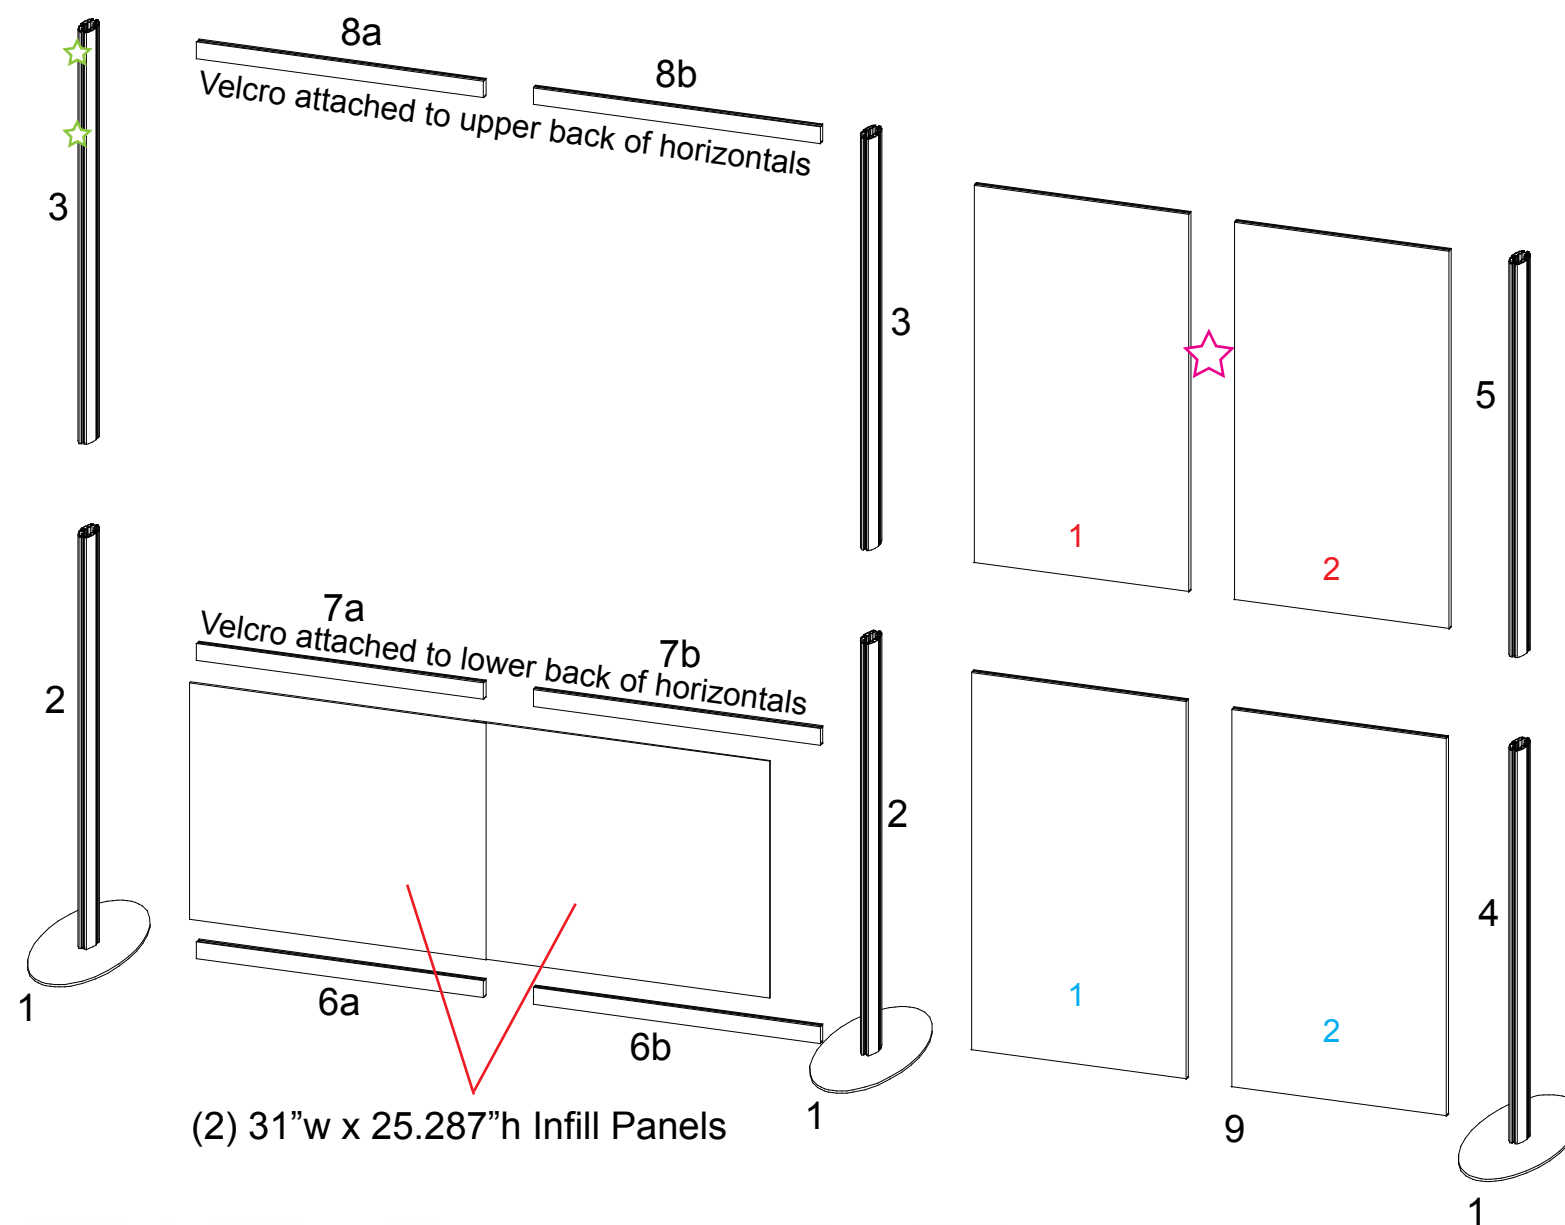 8a
8b
Velcro attached to upper back of horizontals
3
3
5
1
2
7a
Velcro attached to lower back of horizontals
7b
2
2
4
6a
6b
1
2
1
1
(2) 31”w x 25.287”h Infill Panels
9
1